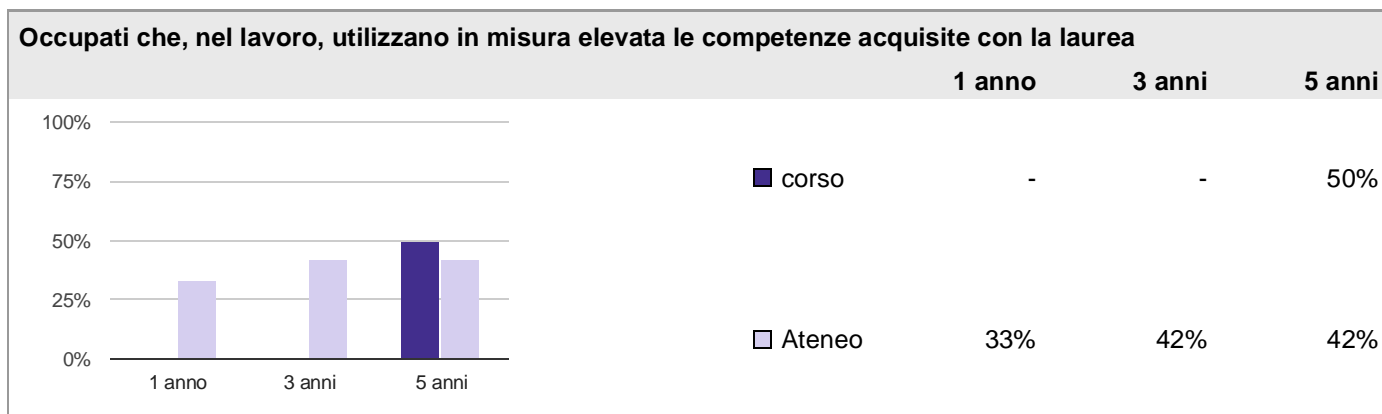 Occupati che, nel lavoro, utilizzano in misura elevata le competenze acquisite con la laurea
1 anno 3 anni 5 anni
100%
75%
50%
25%
0%
1 anno 3 anni 5 anni
corso - - 50%
Ateneo 33% 42% 42%